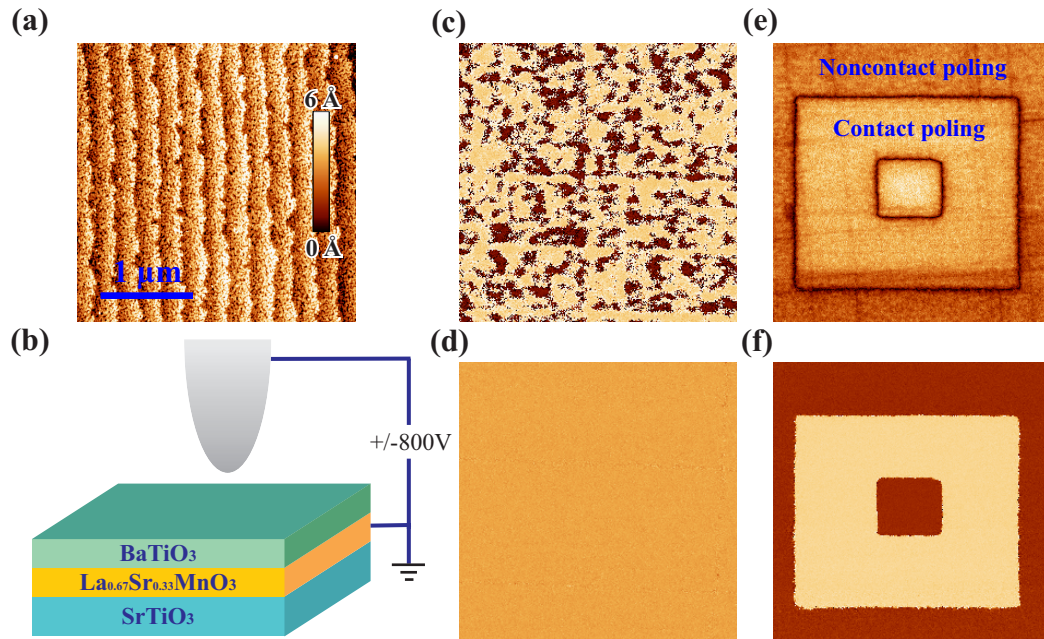 (a)
6 Å
0 Å
1 μm
(c)
(e)
Noncontact poling
Contact poling
(b)
+/-800V
BaTiO₃
La₀.₆₇Sr₀.₃₃MnO₃
SrTiO₃
(d)
(f)